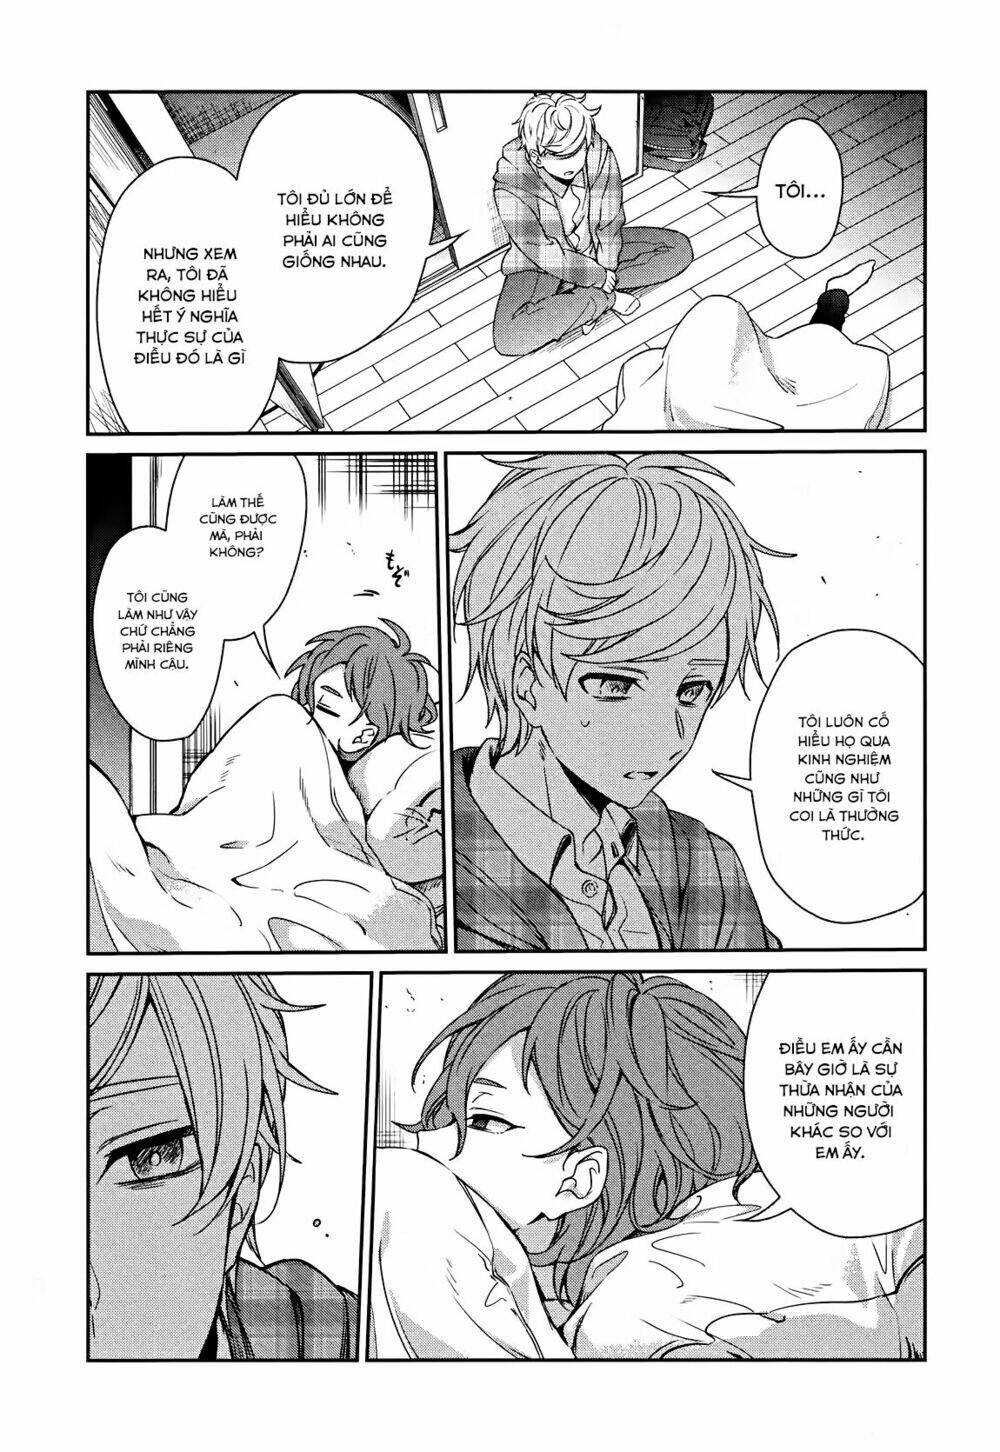 TÔI...
TÔI ĐỦ LỚN ĐỂ
HIỂU KHÔNG
PHẢI AI CŨNG
GIỐNG NHAU.
NHƯNG XEM
RA, TÔI ĐÃ
KHÔNG HIỂU
HẾT Ý NGHĨA
THỰC SỰ CỦA
ĐIỀU ĐÓ LÀ GÌ
TÔI LUÔN CỐ
HIỂU HỌ QUA
KINH NGHIỆM
CŨNG NHƯ
NHỮNG GÌ TÔI
COI LÀ THƯỜNG
THỨC.
LÀM THẾ
CŨNG ĐƯỢC
MÀ, PHẢI
KHÔNG?
TÔI CŨNG
LÀM NHƯ VẬY
CHỨ CHẲNG
PHẢI RIÊNG
MÌNH CẬU.
もぞ
ĐIỀU EM ẤY CẦN
BÂY GIỜ LÀ SỰ
THỪA NHẬN CỦA
NHỮNG NGƯỜI
KHÁC SO VỚI
EM ẤY.